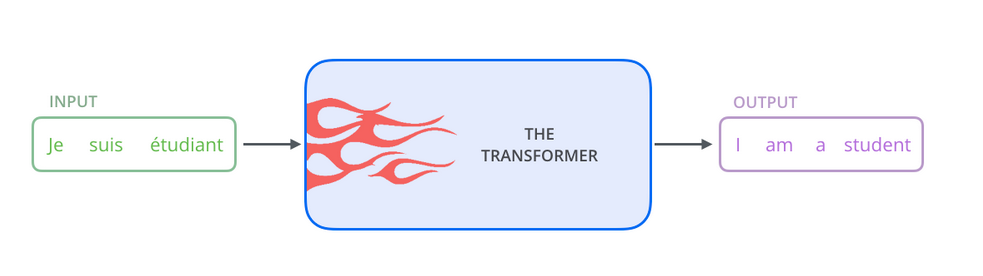 INPUT
Je suis étudiant
THE
TRANSFORMER
OUTPUT
I am a student